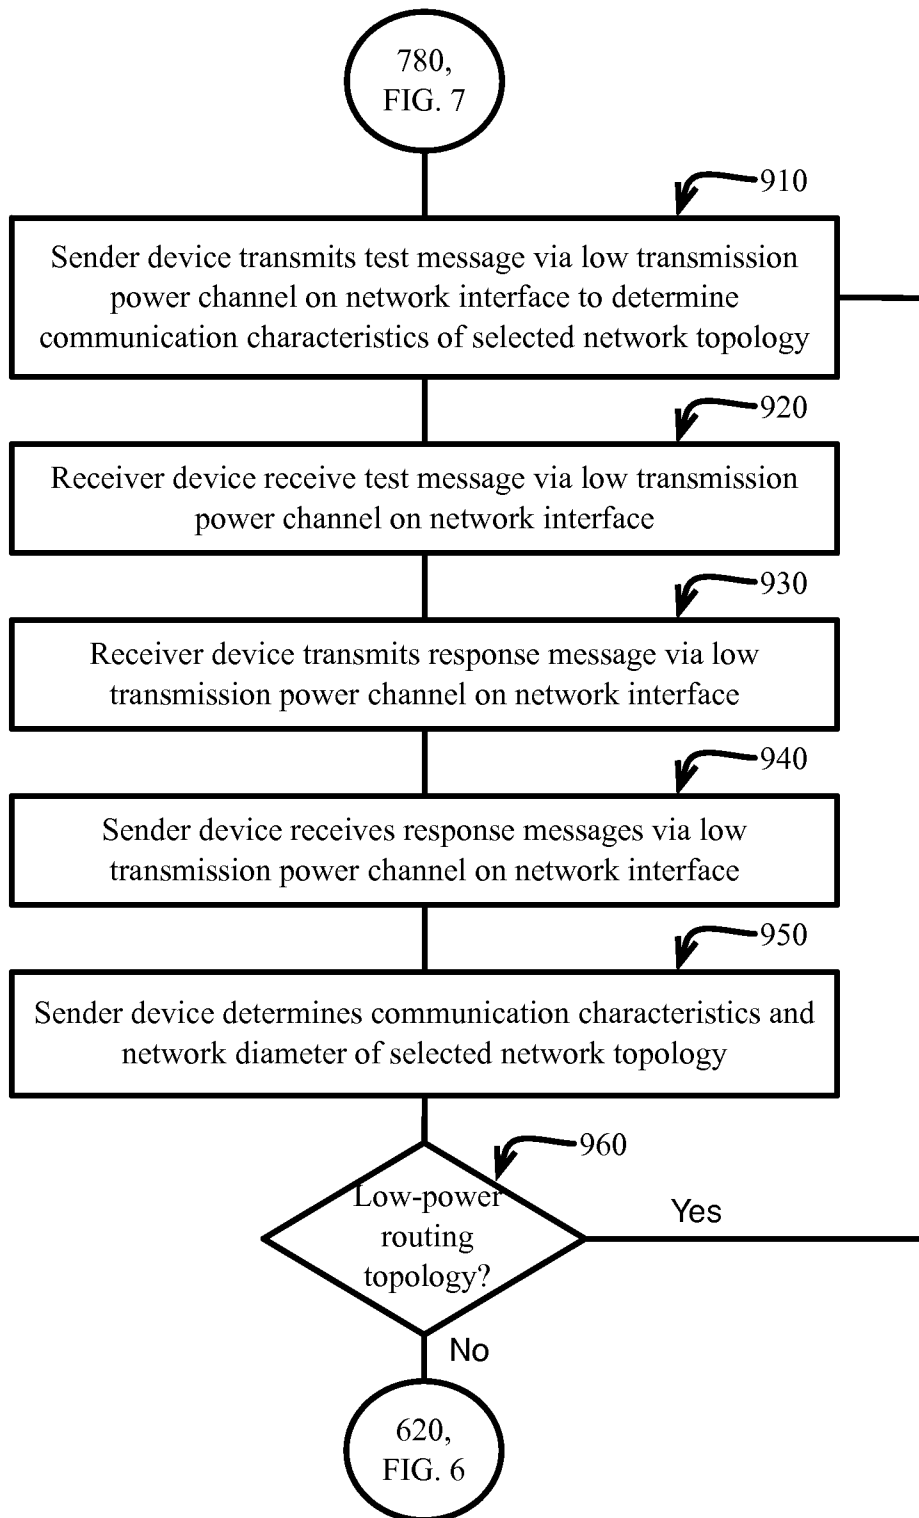 780,
FIG. 7
910
Sender device transmits test message via low transmission
power channel on network interface to determine
communication characteristics of selected network topology
920
Receiver device receive test message via low transmission
power channel on network interface
930
Receiver device transmits response message via low
transmission power channel on network interface
940
Sender device receives response messages via low
transmission power channel on network interface
950
Sender device determines communication characteristics and
network diameter of selected network topology
960
Low-power
routing
topology?
Yes
No
620,
FIG. 6